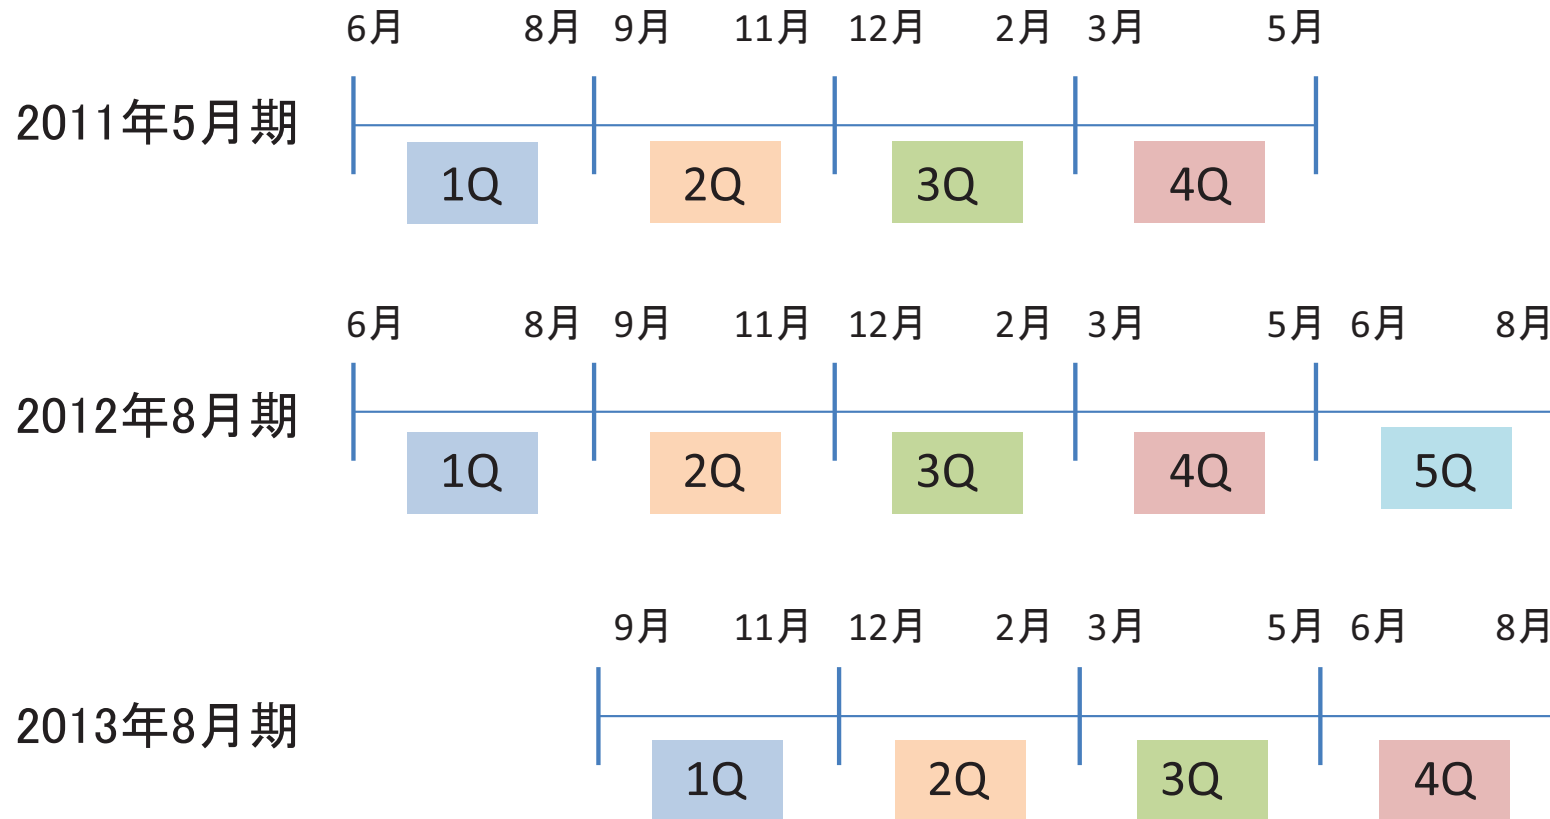 6月 8月 9月 11月 12月 2月 3月 5月
2011年5月期
1Q 2Q 3Q 4Q
6月 8月 9月 11月 12月 2月 3月 5月 6月 8月
2012年8月期
1Q 2Q 3Q 4Q 5Q
9月 11月 12月 2月 3月 5月 6月 8月
2013年8月期
1Q 2Q 3Q 4Q